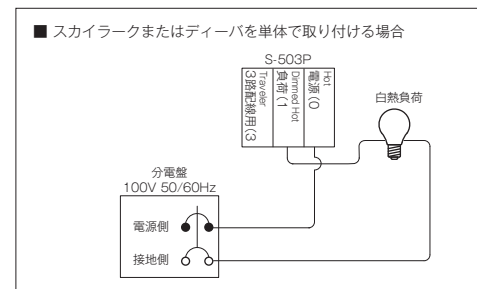 ■ スカイラークまたはディーバを単体で取り付ける場合
S-503P
Hot
電源(0
Dimmed Hot
負荷(1
Traveler
3路配線用(3
白熱負荷
分電盤
100V 50/60Hz
電源側
接地側